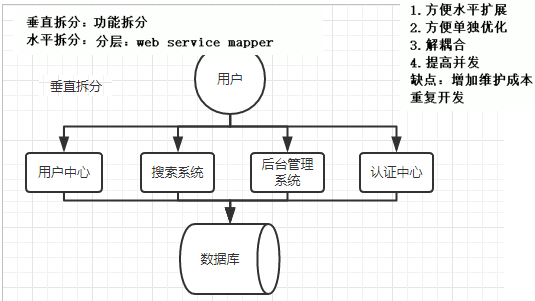 垂直拆分：功能拆分
水平拆分：分层：web service mapper
1.方便水平扩展
2.方便单独优化
3.解耦合
4.提高并发
缺点：增加维护成本
重复开发
垂直拆分
用户
用户中心
搜索系统
后台管理
系统
认证中心
数据库